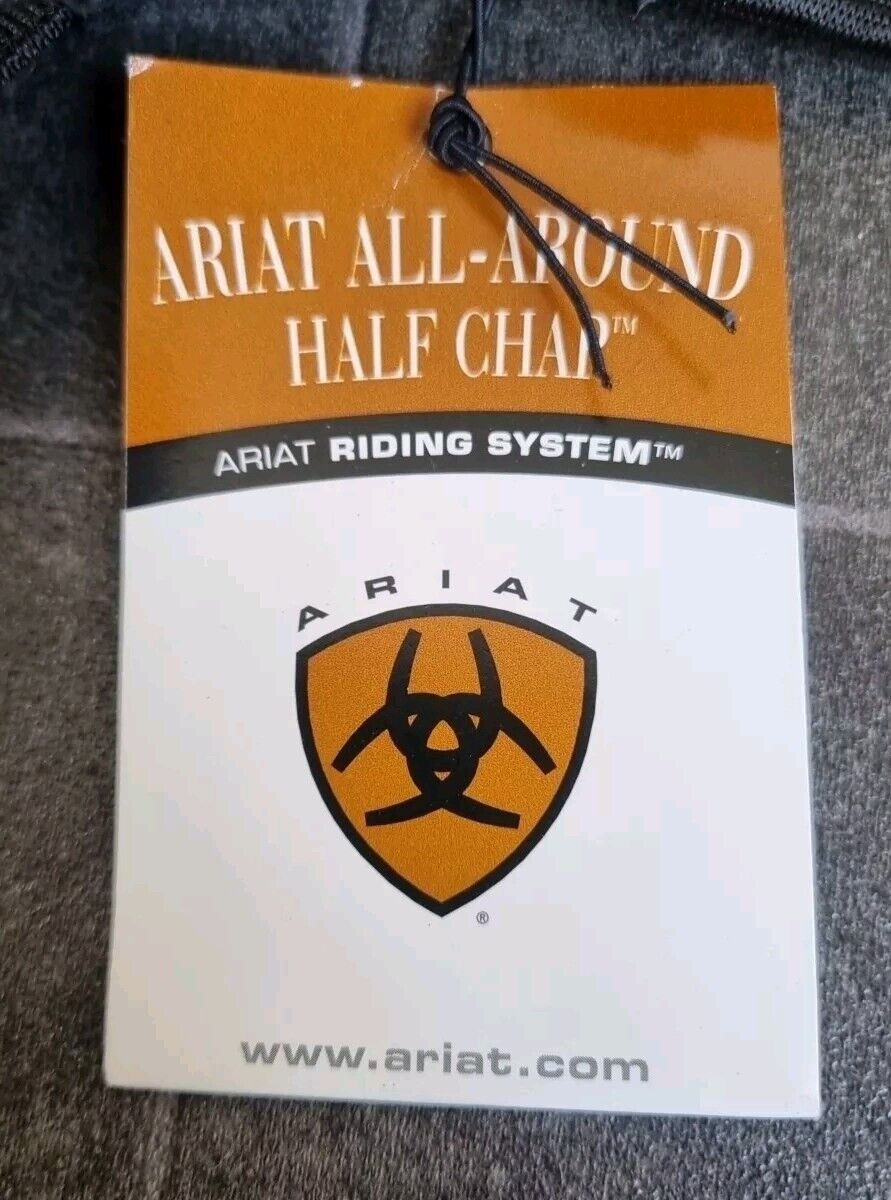 ARIAT ALL-AROUND
HALF CHAP™
ARIAT RIDING SYSTEM™
ARIAT
®
www.ariat.com